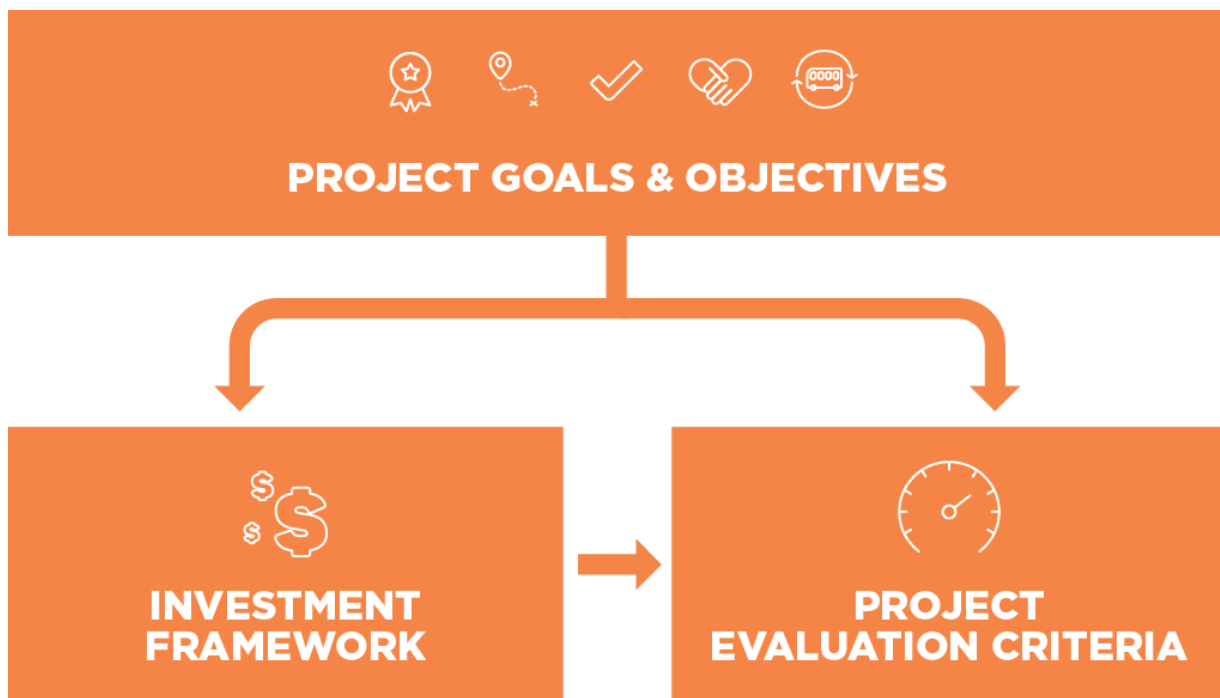 PROJECT GOALS & OBJECTIVES
INVESTMENT
FRAMEWORK
PROJECT
EVALUATION CRITERIA